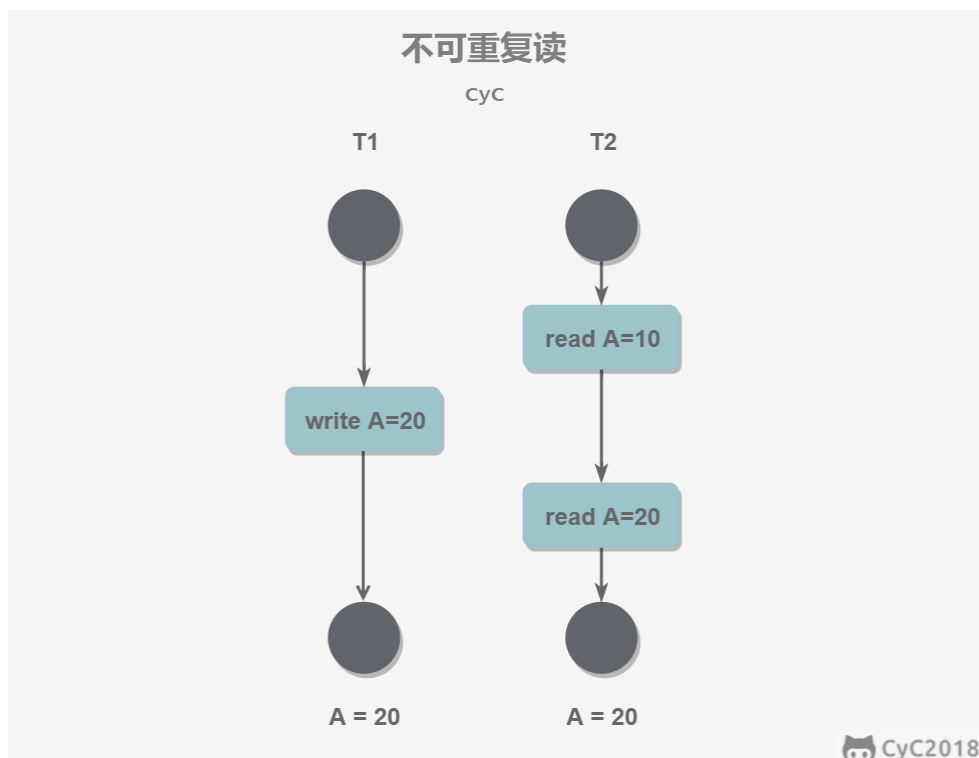 不可重复读
CyC
T1 T2
read A=10
write A=20
read A=20
A = 20 A = 20
CyC2018